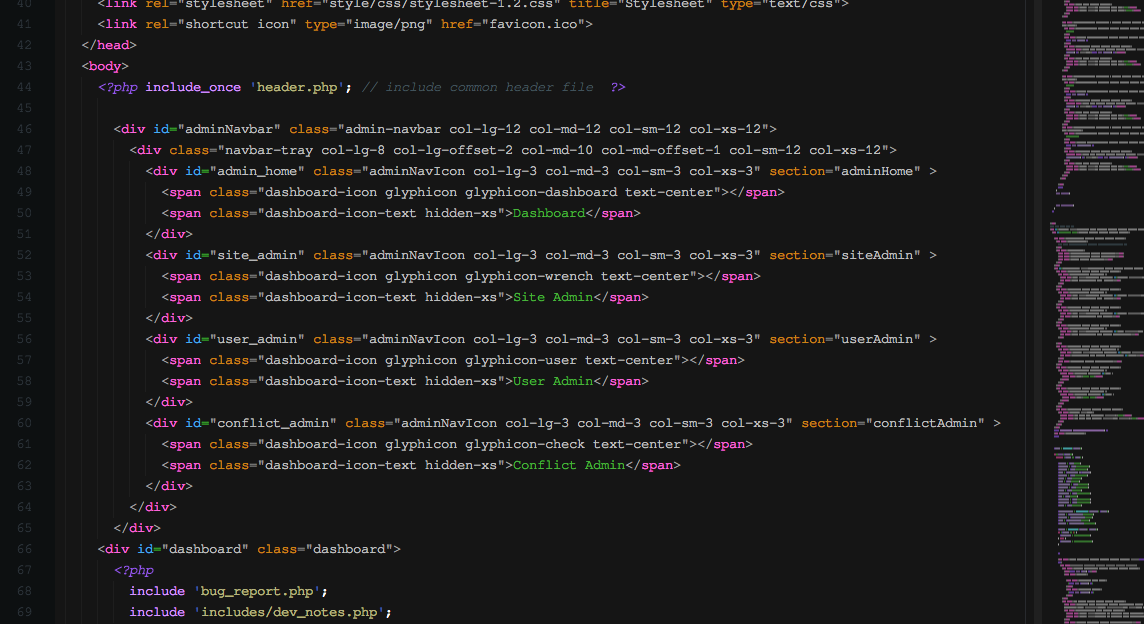 40 <link rel="stylesheet" href="style/css/stylesheet-1.2.css" title="Stylesheet" type="text/css">
41 <link rel="shortcut icon" type="image/png" href="favicon.ico">
42 </head>
43 <body>
44 <?php include_once 'header.php'; // include common header file ?>
45
46 <div id="adminNavbar" class="admin-navbar col-lg-12 col-md-12 col-sm-12 col-xs-12">
47 <div class="navbar-tray col-lg-8 col-lg-offset-2 col-md-10 col-md-offset-1 col-sm-12 col-xs-12">
48 <div id="admin_home" class="adminNavIcon col-lg-3 col-md-3 col-sm-3 col-xs-3" section="adminHome" >
49 <span class="dashboard-icon glyphicon glyphicon-dashboard text-center"></span>
50 <span class="dashboard-icon-text hidden-xs">Dashboard</span>
51 </div>
52 <div id="site_admin" class="adminNavIcon col-lg-3 col-md-3 col-sm-3 col-xs-3" section="siteAdmin" >
53 <span class="dashboard-icon glyphicon glyphicon-wrench text-center"></span>
54 <span class="dashboard-icon-text hidden-xs">Site Admin</span>
55 </div>
56 <div id="user_admin" class="adminNavIcon col-lg-3 col-md-3 col-sm-3 col-xs-3" section="userAdmin" >
57 <span class="dashboard-icon glyphicon glyphicon-user text-center"></span>
58 <span class="dashboard-icon-text hidden-xs">User Admin</span>
59 </div>
60 <div id="conflict_admin" class="adminNavIcon col-lg-3 col-md-3 col-sm-3 col-xs-3" section="conflictAdmin" >
61 <span class="dashboard-icon glyphicon glyphicon-check text-center"></span>
62 <span class="dashboard-icon-text hidden-xs">Conflict Admin</span>
63 </div>
64 </div>
65 </div>
66 <div id="dashboard" class="dashboard">
67 <?php
68 include 'bug_report.php';
69 include 'includes/dev_notes.php';